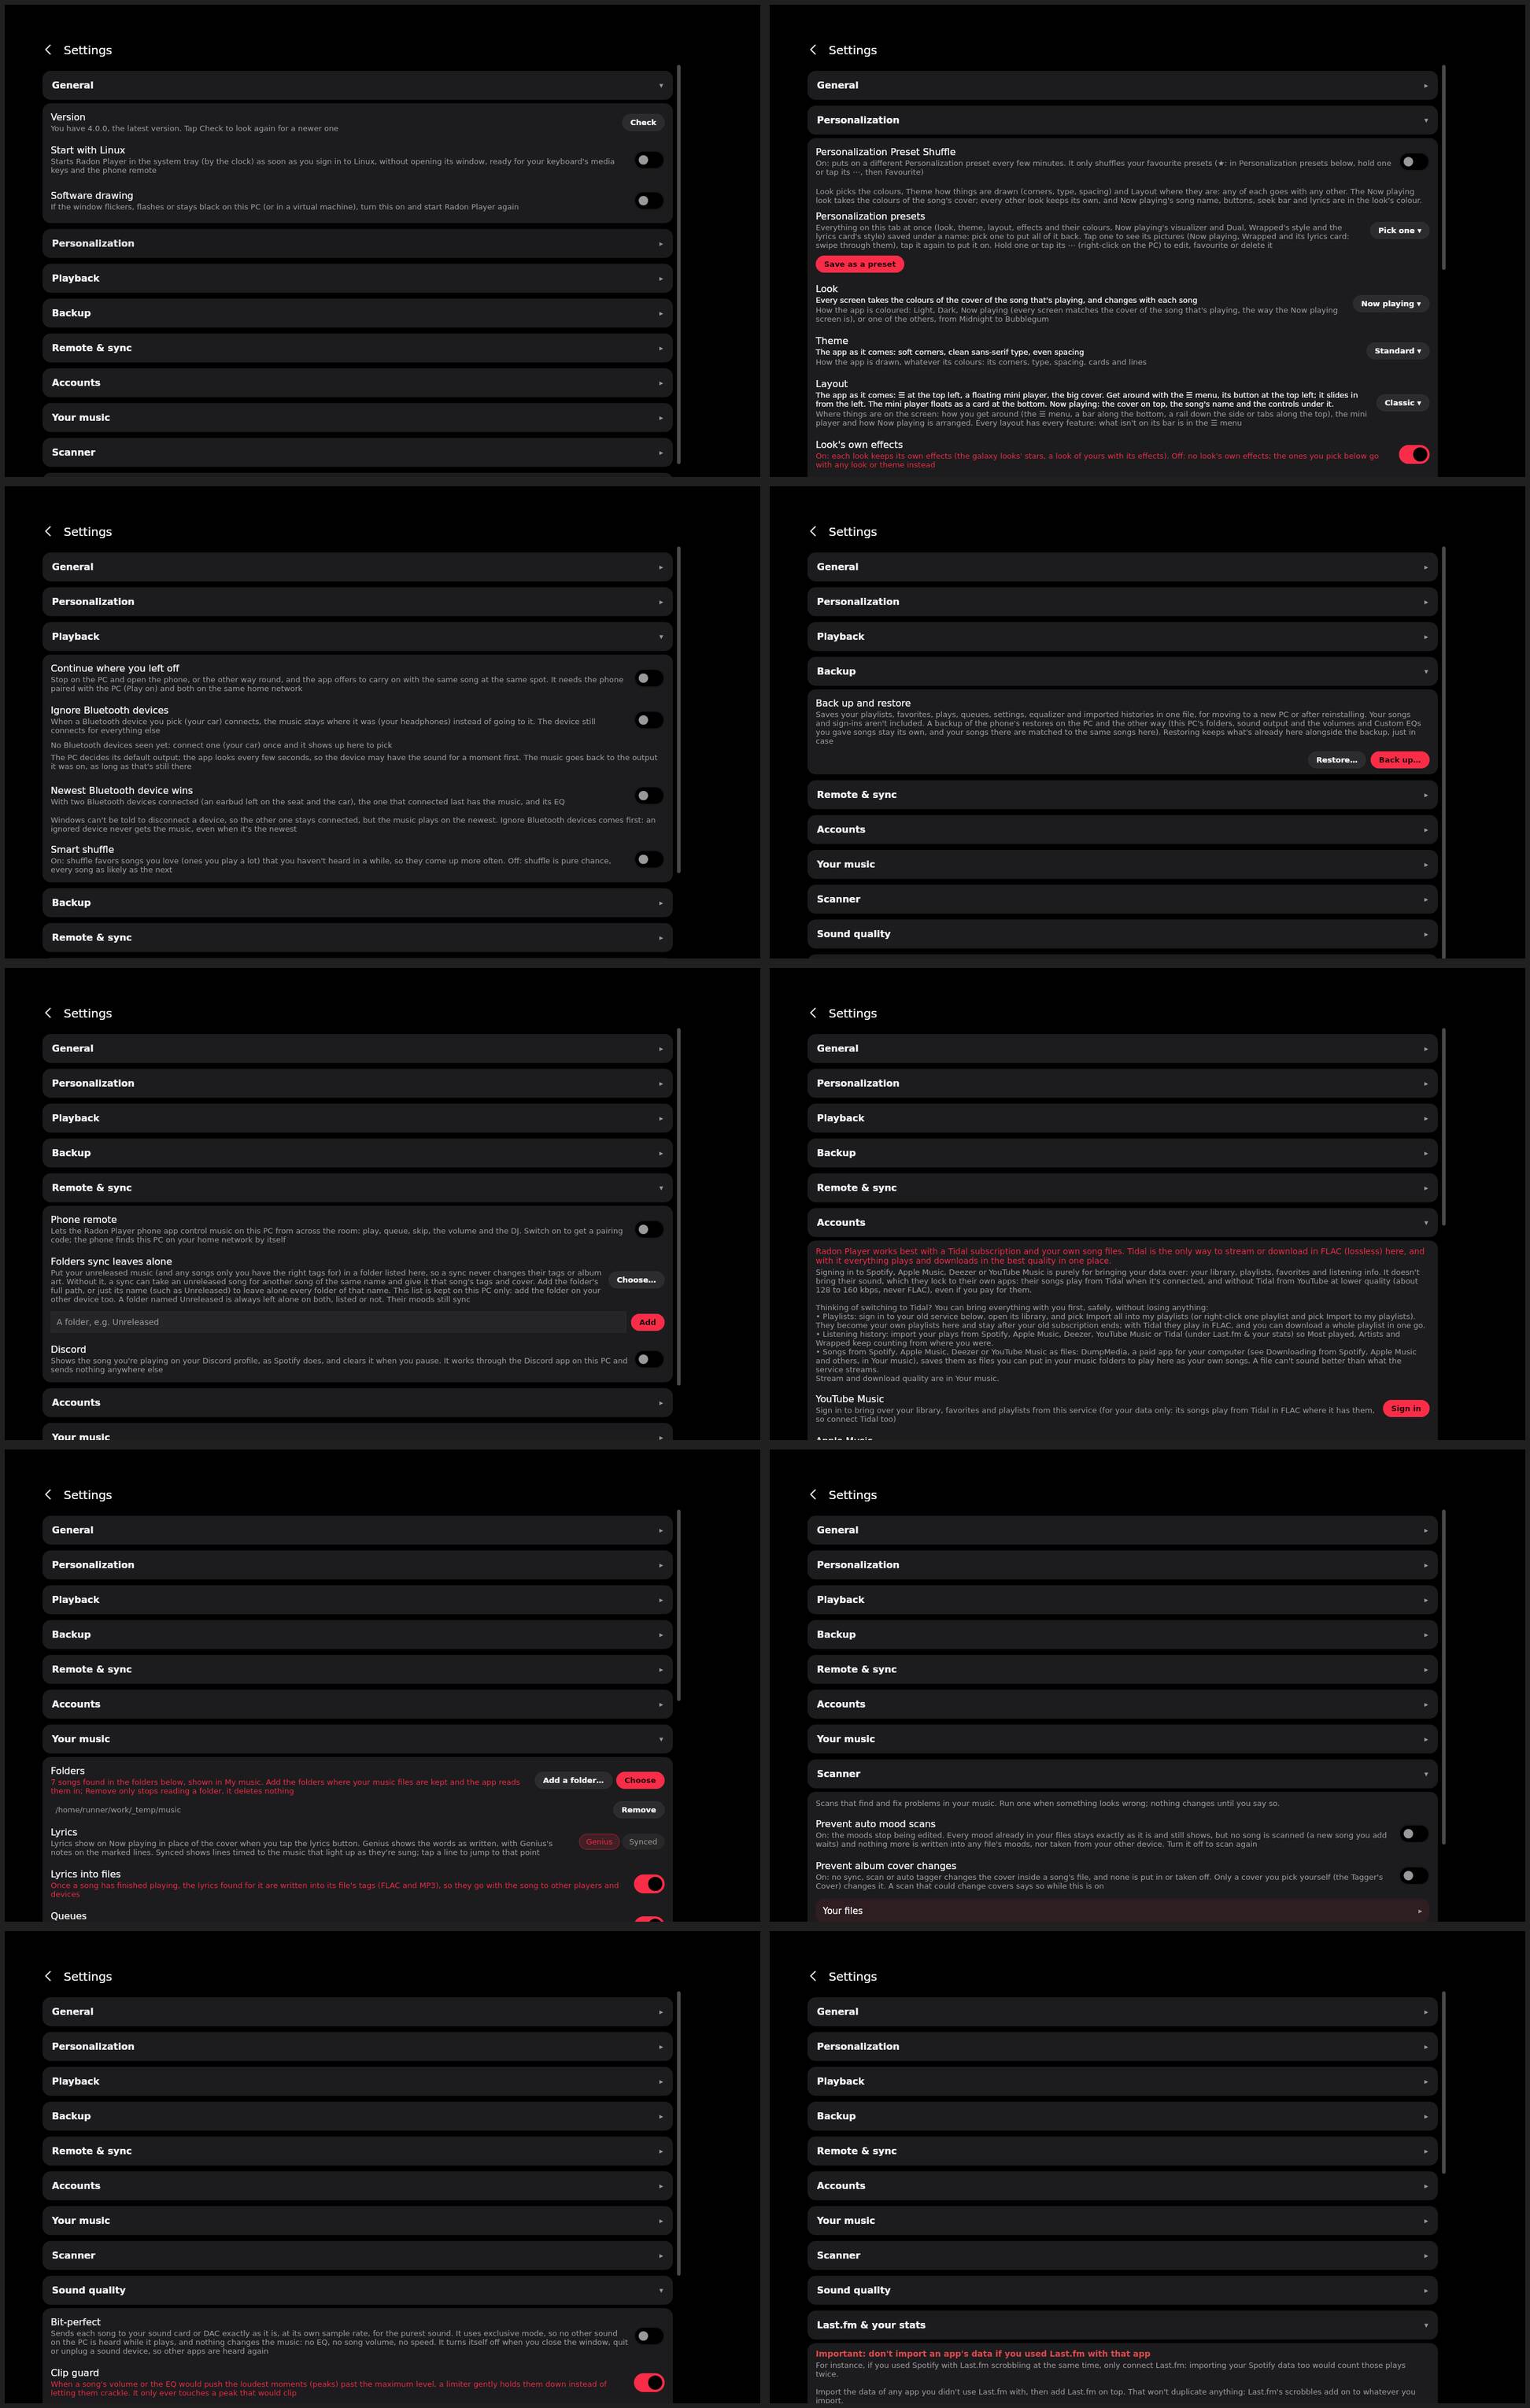 Settings
General
Version
You have 4.0.0, the latest version. Tap Check to look again for a newer one
Check
Start with Linux
Starts Radon Player in the system tray (by the clock) as soon as you sign in to Linux, without opening its window, ready for your keyboard's media
keys and the phone remote
Software drawing
If the window flickers, flashes or stays black on this PC (or in a virtual machine), turn this on and start Radon Player again
Personalization
Playback
Backup
Remote & sync
Accounts
Your music
Scanner
Settings
General
Personalization
Personalization Preset Shuffle
On: puts on a different Personalization preset every few minutes. It only shuffles your favourite presets (★: in Personalization presets below, hold one
or tap its ⋯, then Favourite)
Look picks the colours, Theme how things are drawn (corners, type, spacing) and Layout where they are: any of each goes with any other. The Now playing
look takes the colours of the song's cover; every other look keeps its own, and Now playing's song name, buttons, seek bar and lyrics are in the look's colour.
Personalization presets
Everything on this tab at once (look, theme, layout, effects and their colours, Now playing's visualizer and Dual, Wrapped's style and the
lyrics card's style) saved under a name: pick one to put all of it back. Tap one to see its pictures (Now playing, Wrapped and its lyrics card:
swipe through them), tap it again to put it on. Hold one or tap its ⋯ (right-click on the PC) to edit, favourite or delete it
Pick one ▾
Save as a preset
Look
Every screen takes the colours of the cover of the song that's playing, and changes with each song
How the app is coloured: Light, Dark, Now playing (every screen matches the cover of the song that's playing, the way the Now playing
screen is), or one of the others, from Midnight to Bubblegum
Now playing ▾
Theme
The app as it comes: soft corners, clean sans-serif type, even spacing
How the app is drawn, whatever its colours: its corners, type, spacing, cards and lines
Standard ▾
Layout
The app as it comes: ☰ at the top left, a floating mini player, the big cover. Get around with the ☰ menu, its button at the top left; it slides in
from the left. The mini player floats as a card at the bottom. Now playing: the cover on top, the song's name and the controls under it.
Where things are on the screen: how you get around (the ☰ menu, a bar along the bottom, a rail down the side or tabs along the top), the mini
player and how Now playing is arranged. Every layout has every feature: what isn't on its bar is in the ☰ menu
Classic ▾
Look's own effects
On: each look keeps its own effects (the galaxy looks' stars, a look of yours with its effects). Off: no look's own effects; the ones you pick below go
with any look or theme instead
Settings
General
Personalization
Playback
Continue where you left off
Stop on the PC and open the phone, or the other way round, and the app offers to carry on with the same song at the same spot. It needs the phone
paired with the PC (Play on) and both on the same home network
Ignore Bluetooth devices
When a Bluetooth device you pick (your car) connects, the music stays where it was (your headphones) instead of going to it. The device still
connects for everything else
No Bluetooth devices seen yet: connect one (your car) once and it shows up here to pick
The PC decides its default output; the app looks every few seconds, so the device may have the sound for a moment first. The music goes back to the output
it was on, as long as that's still there
Newest Bluetooth device wins
With two Bluetooth devices connected (an earbud left on the seat and the car), the one that connected last has the music, and its EQ
Windows can't be told to disconnect a device, so the other one stays connected, but the music plays on the newest. Ignore Bluetooth devices comes first: an
ignored device never gets the music, even when it's the newest
Smart shuffle
On: shuffle favors songs you love (ones you play a lot) that you haven't heard in a while, so they come up more often. Off: shuffle is pure chance,
every song as likely as the next
Backup
Remote & sync
Settings
General
Personalization
Playback
Backup
Back up and restore
Saves your playlists, favorites, plays, queues, settings, equalizer and imported histories in one file, for moving to a new PC or after reinstalling. Your songs
and sign-ins aren't included. A backup of the phone's restores on the PC and the other way (this PC's folders, sound output and the volumes and Custom EQs
you gave songs stay its own, and your songs there are matched to the same songs here). Restoring keeps what's already here alongside the backup, just in
case
Restore...
Back up...
Remote & sync
Accounts
Your music
Scanner
Sound quality
Settings
General
Personalization
Playback
Backup
Remote & sync
Phone remote
Lets the Radon Player phone app control music on this PC from across the room: play, queue, skip, the volume and the DJ. Switch on to get a pairing
code; the phone finds this PC on your home network by itself
Folders sync leaves alone
Put your unreleased music (and any songs only you have the right tags for) in a folder listed here, so a sync never changes their tags or album
art. Without it, a sync can take an unreleased song for another song of the same name and give it that song's tags and cover. Add the folder's
full path, or just its name (such as Unreleased) to leave alone every folder of that name. This list is kept on this PC only: add the folder on your
other device too. A folder named Unreleased is always left alone on both, listed or not. Their moods still sync
Choose...
A folder, e.g. Unreleased
Add
Discord
Shows the song you're playing on your Discord profile, as Spotify does, and clears it when you pause. It works through the Discord app on this PC and
sends nothing anywhere else
Accounts
Your music
Settings
General
Personalization
Playback
Backup
Remote & sync
Accounts
Radon Player works best with a Tidal subscription and your own song files. Tidal is the only way to stream or download in FLAC (lossless) here, and
with it everything plays and downloads in the best quality in one place.
Signing in to Spotify, Apple Music, Deezer or YouTube Music is purely for bringing your data over: your library, playlists, favorites and listening info. It doesn't
bring their sound, which they lock to their own apps: their songs play from Tidal when it's connected, and without Tidal from YouTube at lower quality (about
128 to 160 kbps, never FLAC), even if you pay for them.
Thinking of switching to Tidal? You can bring everything with you first, safely, without losing anything:
• Playlists: sign in to your old service below, open its library, and pick Import all into my playlists (or right-click one playlist and pick Import to my playlists).
They become your own playlists here and stay after your old subscription ends; with Tidal they play in FLAC, and you can download a whole playlist in one go.
• Listening history: import your plays from Spotify, Apple Music, Deezer, YouTube Music or Tidal (under Last.fm & your stats) so Most played, Artists and
Wrapped keep counting from where you were.
• Songs from Spotify, Apple Music, Deezer or YouTube Music as files: DumpMedia, a paid app for your computer (see Downloading from Spotify, Apple Music
and others, in Your music), saves them as files you can put in your music folders to play here as your own songs. A file can't sound better than what the
service streams.
Stream and download quality are in Your music.
YouTube Music
Sign in to bring over your library, favorites and playlists from this service (for your data only: its songs play from Tidal in FLAC where it has them,
so connect Tidal too)
Sign in
Apple Music
Settings
General
Personalization
Playback
Backup
Remote & sync
Accounts
Your music
Folders
7 songs found in the folders below, shown in My music. Add the folders where your music files are kept and the app reads
them in; Remove only stops reading a folder, it deletes nothing
Add a folder...
Choose
/home/runner/work/_temp/music
Remove
Lyrics
Lyrics show on Now playing in place of the cover when you tap the lyrics button. Genius shows the words as written, with Genius's
notes on the marked lines. Synced shows lines timed to the music that light up as they're sung; tap a line to jump to that point
Genius
Synced
Lyrics into files
Once a song has finished playing, the lyrics found for it are written into its file's tags (FLAC and MP3), so they go with the song to other players and
devices
Queues
Settings
General
Personalization
Playback
Backup
Remote & sync
Accounts
Your music
Scanner
Scans that find and fix problems in your music. Run one when something looks wrong; nothing changes until you say so.
Prevent auto mood scans
On: the moods stop being edited. Every mood already in your files stays exactly as it is and still shows, but no song is scanned (a new song you add
waits) and nothing more is written into any file's moods, nor taken from your other device. Turn it off to scan again
Prevent album cover changes
On: no sync, scan or auto tagger changes the cover inside a song's file, and none is put in or taken off. Only a cover you pick yourself (the Tagger's
Cover) changes it. A scan that could change covers says so while this is on
Your files
Settings
General
Personalization
Playback
Backup
Remote & sync
Accounts
Your music
Scanner
Sound quality
Bit-perfect
Sends each song to your sound card or DAC exactly as it is, at its own sample rate, for the purest sound. It uses exclusive mode, so no other sound
on the PC is heard while it plays, and nothing changes the music: no EQ, no song volume, no speed. It turns itself off when you close the window, quit
or unplug a sound device, so other apps are heard again
Clip guard
When a song's volume or the EQ would push the loudest moments (peaks) past the maximum level, a limiter gently holds them down instead of
letting them crackle. It only ever touches a peak that would clip
Settings
General
Personalization
Playback
Backup
Remote & sync
Accounts
Your music
Scanner
Sound quality
Last.fm & your stats
Important: don't import an app's data if you used Last.fm with that app
For instance, if you used Spotify with Last.fm scrobbling at the same time, only connect Last.fm: importing your Spotify data too would count those plays
twice.
Import the data of any app you didn't use Last.fm with, then add Last.fm on top. That won't duplicate anything: Last.fm's scrobbles add on to whatever you
import.